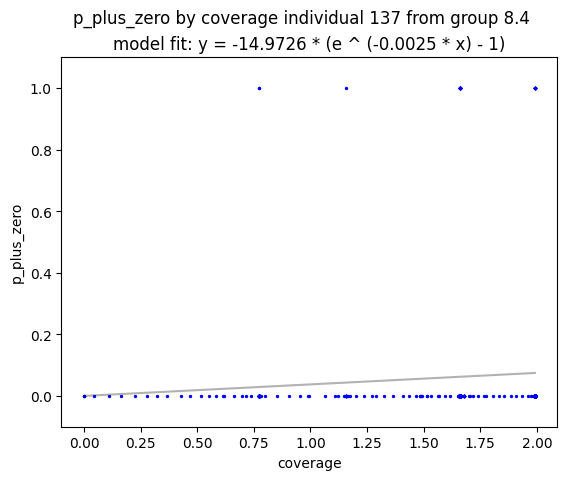 p_plus_zero by coverage individual 137 from group 8.4
model fit: y = -14.9726 * (e ^ (-0.0025 * x) - 1)
1.0
0.8
0.6
0.4
0.2
0.0
p_plus_zero
0.00 0.25 0.50 0.75 1.00 1.25 1.50 1.75 2.00
coverage